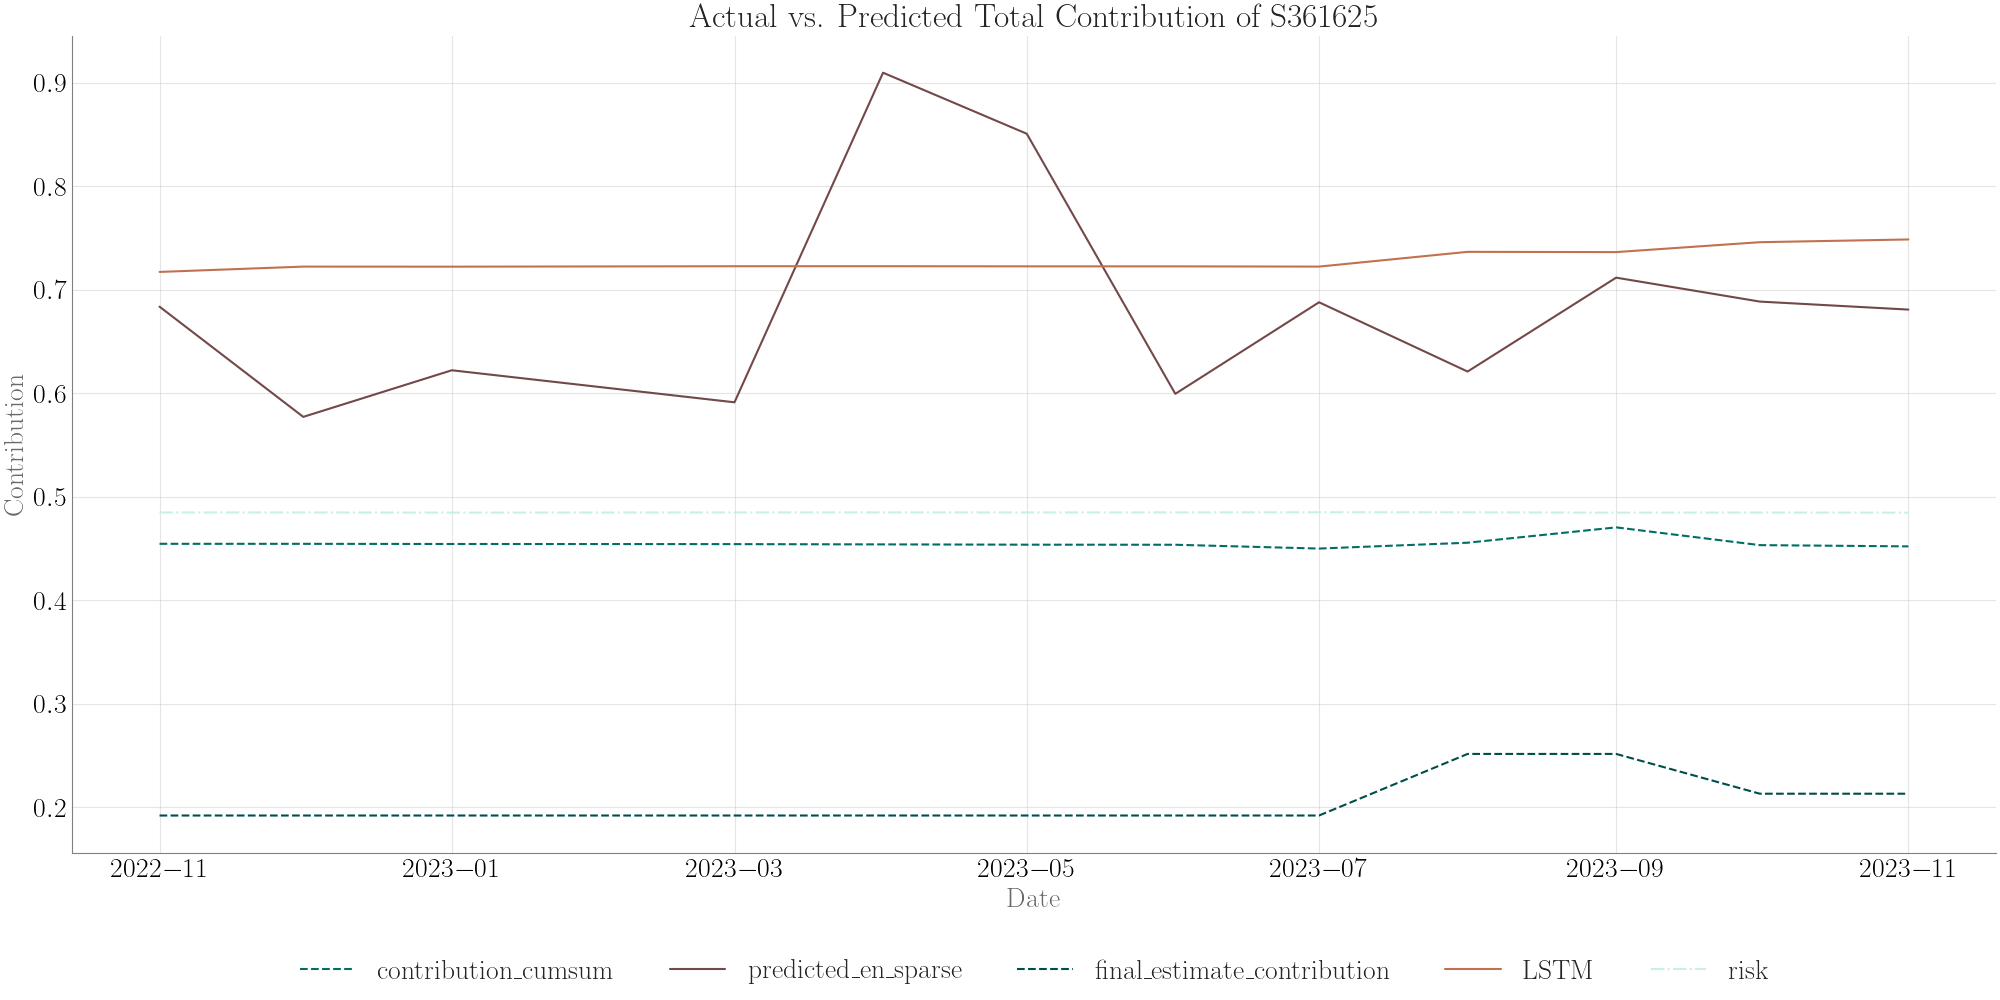 Actual vs. Predicted Total Contribution of S361625
Contribution
0.9
0.8
0.7
0.6
0.5
0.4
0.3
0.2
2022–11 2023–01 2023–03 2023–05 2023–07 2023–09 2023–11
Date
contribution_cumsum predicted_en_sparse final_estimate_contribution LSTM risk